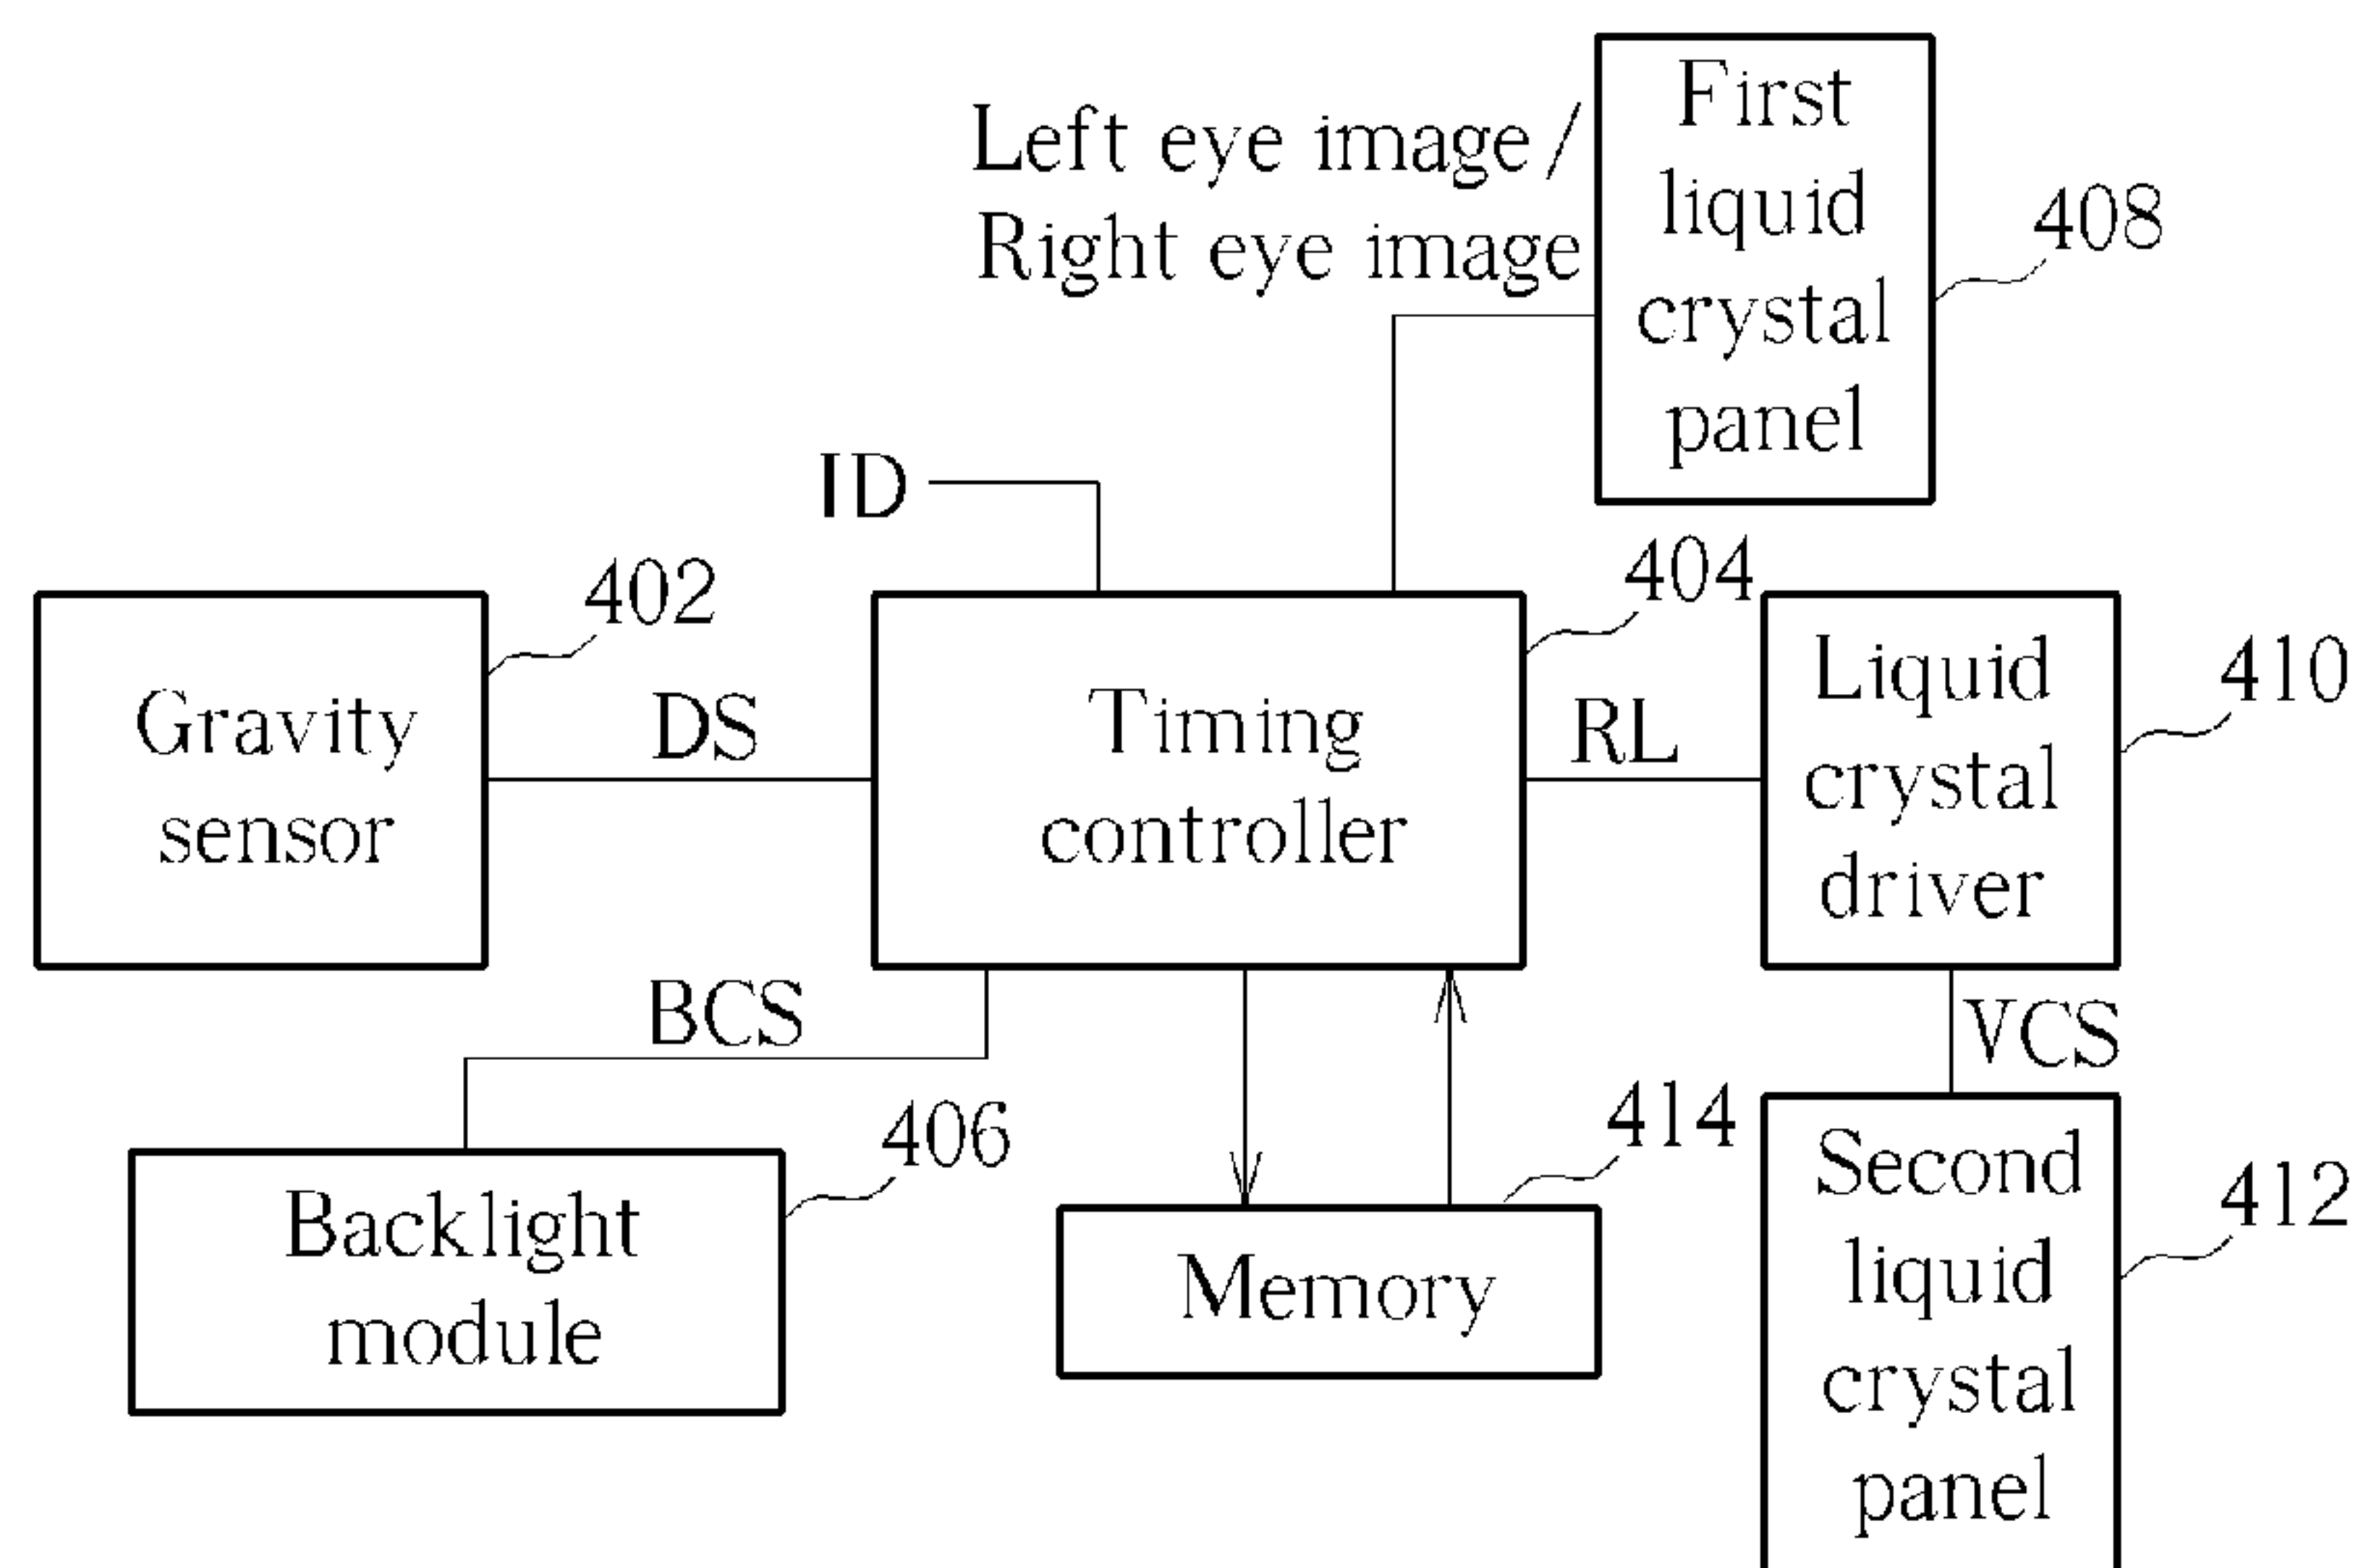 First
liquid
crystal
panel
408
Left eye image /
Right eye image
ID
402
Gravity
sensor
DS
404
Timing
controller
RL
410
Liquid
crystal
driver
BCS
VCS
406
Backlight
module
414
Memory
412
Second
liquid
crystal
panel